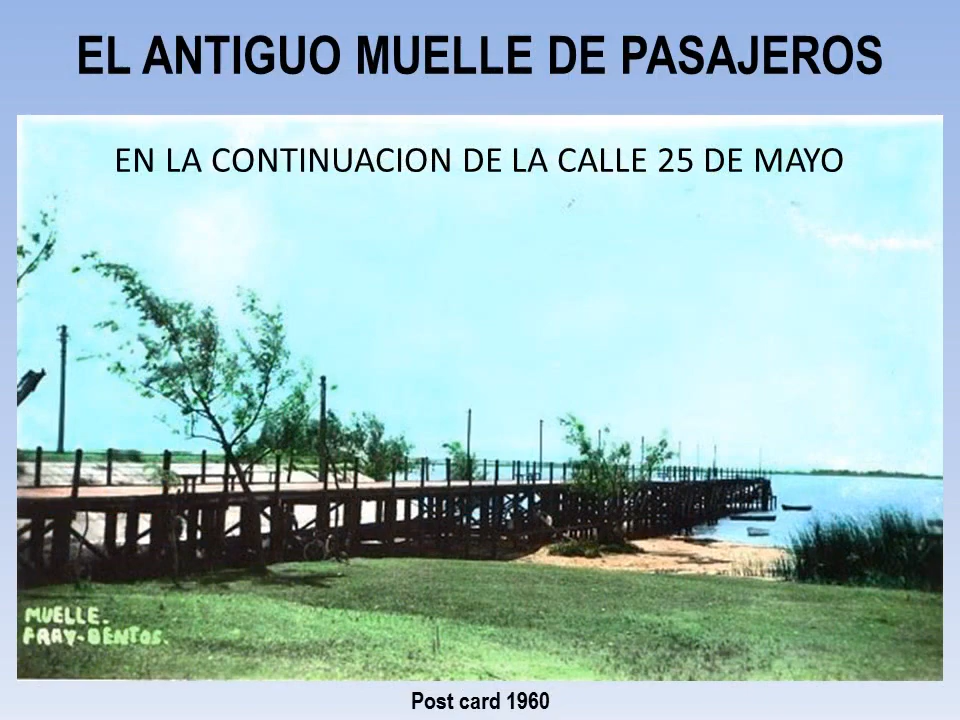 EL ANTIGUO MUELLE DE PASAJEROS
EN LA CONTINUACION DE LA CALLE 25 DE MAYO
MUELLE.
FRAY-BENTOS.
Post card 1960